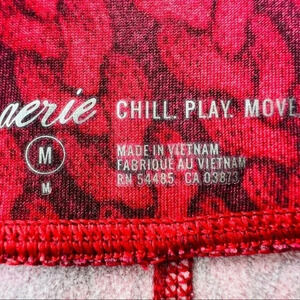 aerie CHILL. PLAY. MOVE
M
M
MADE IN VIETNAM
FABRIQUÉ AU VIETNAM
RN 54485 CA 03873